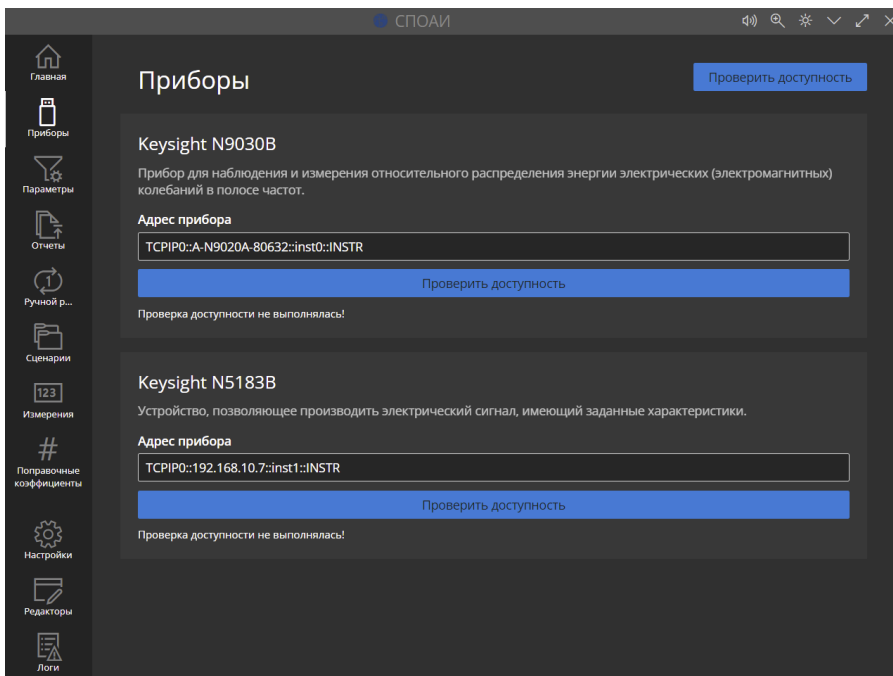 СПОАИ
Главная
Приборы
Параметры
Отчеты
Ручной р...
Сценарии
123
Измерения
#
Поправочные
коэффициенты
Настройки
Редакторы
Логи
Приборы
Проверить доступность
Keysight N9030B
Прибор для наблюдения и измерения относительного распределения энергии электрических (электромагнитных)
колебаний в полосе частот.
Адрес прибора
TCPIP0::A-N9020A-80632::inst0::INSTR
Проверить доступность
Проверка доступности не выполнялась!
Keysight N5183B
Устройство, позволяющее производить электрический сигнал, имеющий заданные характеристики.
Адрес прибора
TCPIP0::192.168.10.7::inst1::INSTR
Проверить доступность
Проверка доступности не выполнялась!